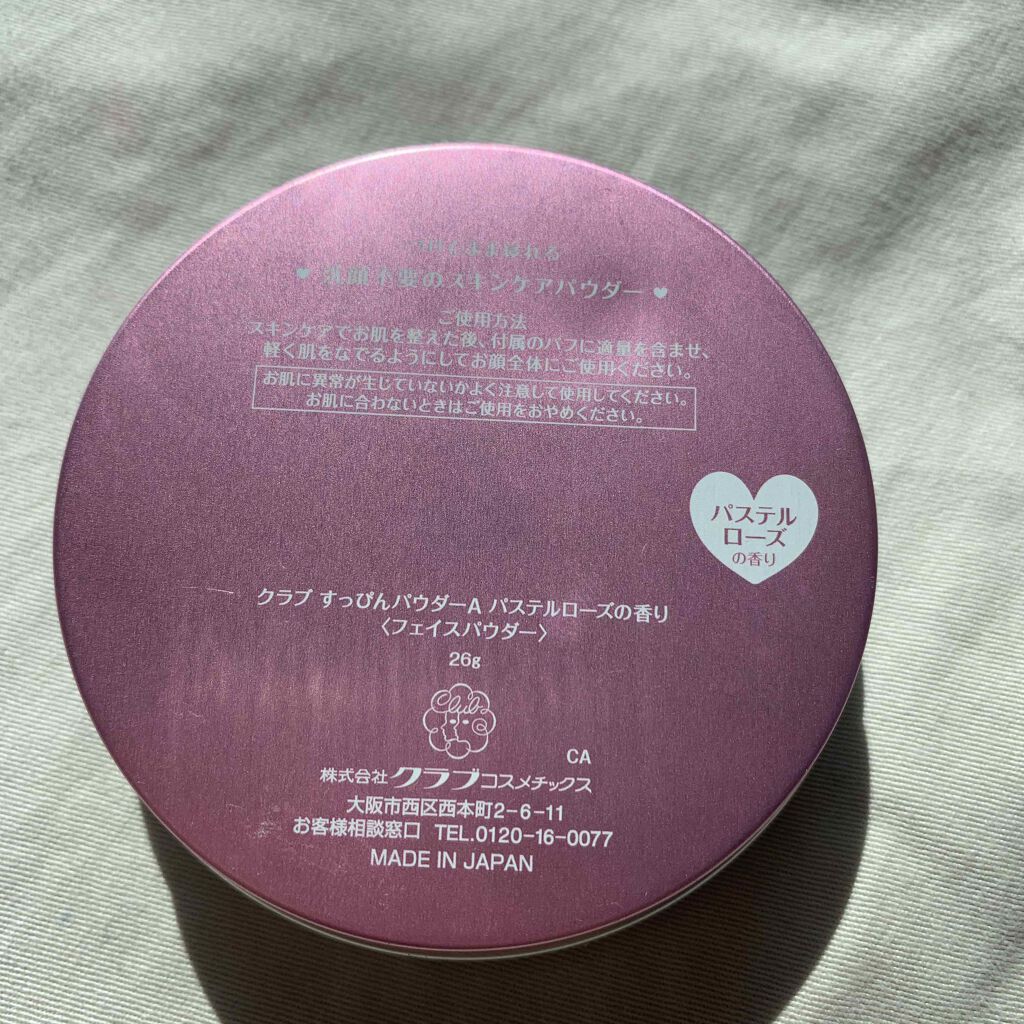 つけくまま眠れる
♥ 洗顔不要のスキンケアパウダー ♥
ご使用方法
スキンケアでお肌を整えた後、付属のパフに適量を含ませ、
軽く肌をなでるようにしてお顔全体にご使用ください。
お肌に異常が生じていないかよく注意して使用してください。
お肌に合わないときはご使用をおやめください。
パステル
ローズ
の香り
クラブ すっぴんパウダーA パステルローズの香り
〈フェイスパウダー〉
26g
Club
CA
株式会社 クラブコスメチックス
大阪市西区西本町2-6-11
お客様相談窓口 TEL.0120-16-0077
MADE IN JAPAN